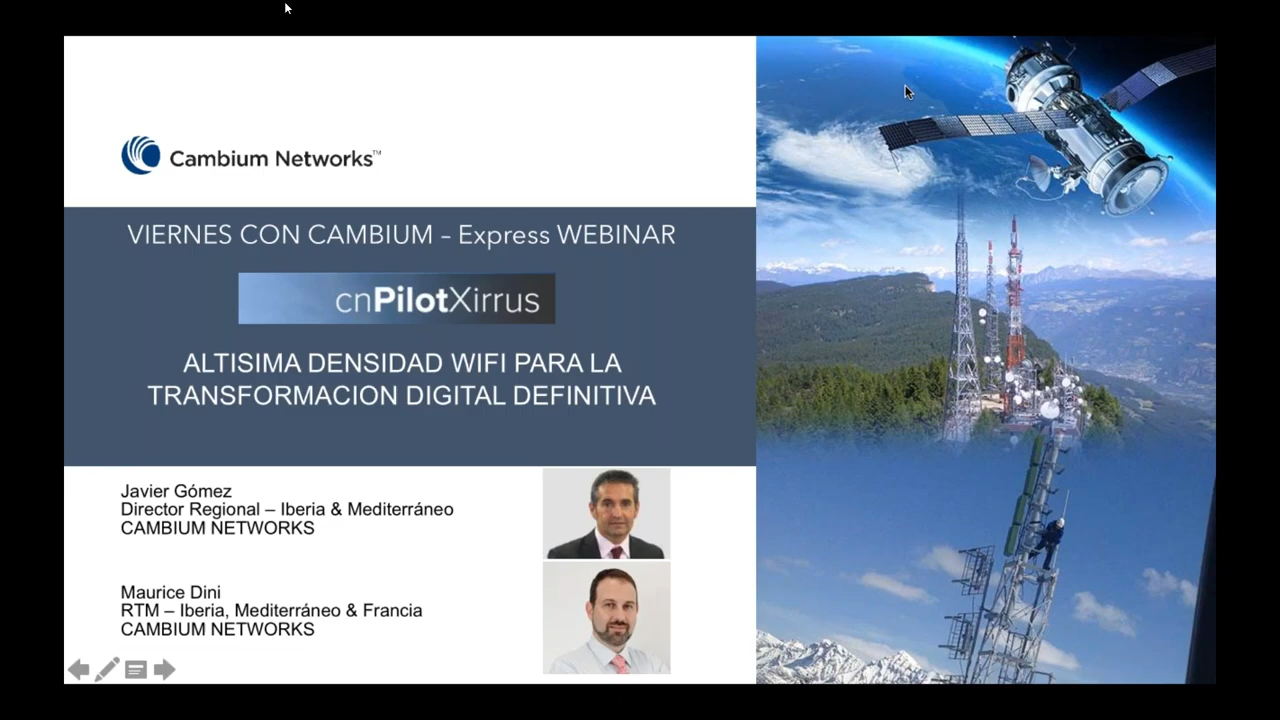 Cambium Networks™
VIERNES CON CAMBIUM – Express WEBINAR
cnPilotXirrus
ALTISIMA DENSIDAD WIFI PARA LA
TRANSFORMACION DIGITAL DEFINITIVA
Javier Gómez
Director Regional – Iberia & Mediterráneo
CAMBIUM NETWORKS
Maurice Dini
RTM – Iberia, Mediterráneo & Francia
CAMBIUM NETWORKS